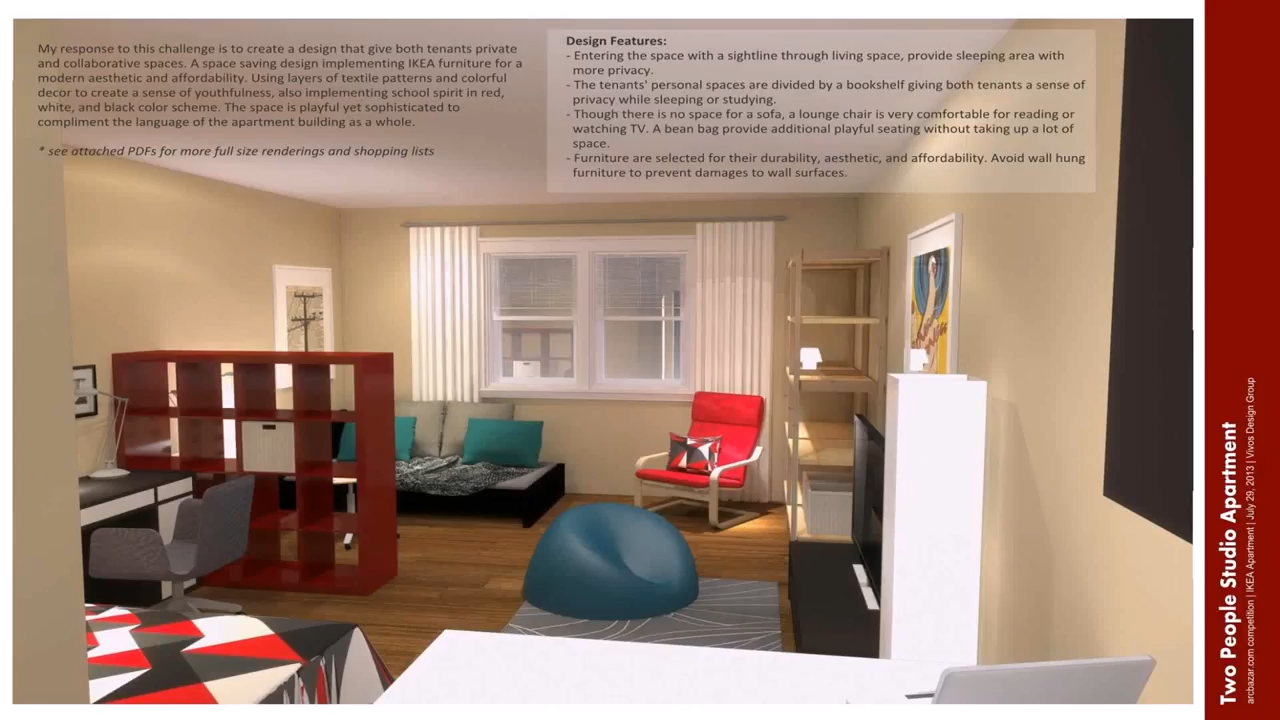 My response to this challenge is to create a design that give both tenants private
and collaborative spaces. A space saving design implementing IKEA furniture for a
modern aesthetic and affordability. Using layers of textile patterns and colorful
decor to create a sense of youthfulness, also implementing school spirit in red,
white, and black color scheme. The space is playful yet sophisticated to
compliment the language of the apartment building as a whole.
* see attached PDFs for more full size renderings and shopping lists
Design Features:
- Entering the space with a sightline through living space, provide sleeping area with
more privacy.
- The tenants' personal spaces are divided by a bookshelf giving both tenants a sense of
privacy while sleeping or studying.
- Though there is no space for a sofa, a lounge chair is very comfortable for reading or
watching TV. A bean bag provide additional playful seating without taking up a lot of
space.
- Furniture are selected for their durability, aesthetic, and affordability. Avoid wall hung
furniture to prevent damages to wall surfaces.
Two People Studio Apartment
arcbazar.com competition | IKEA Apartment | July 29, 2013 | Vivos Design Group